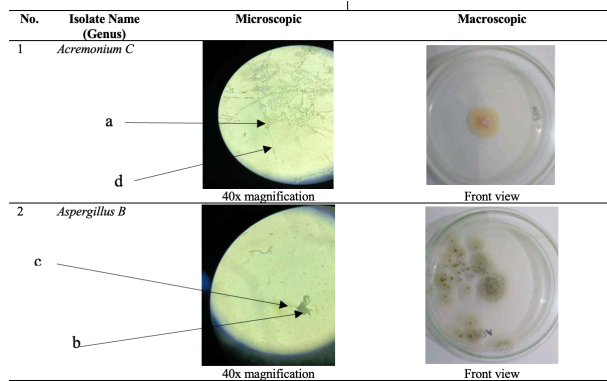 No. Isolate Name (Genus) Microscopic Macroscopic
1 Acremonium C
a
d
40x magnification Front view
2 Aspergillus B
c
b
40x magnification Front view